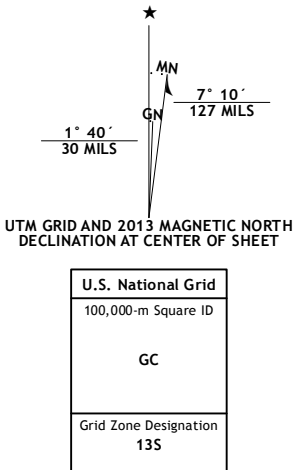 ★
MN
GN
7° 10´
127 MILS
1° 40´
30 MILS
UTM GRID AND 2013 MAGNETIC NORTH
DECLINATION AT CENTER OF SHEET
U.S. National Grid
100,000-m Square ID
GC
Grid Zone Designation
13S